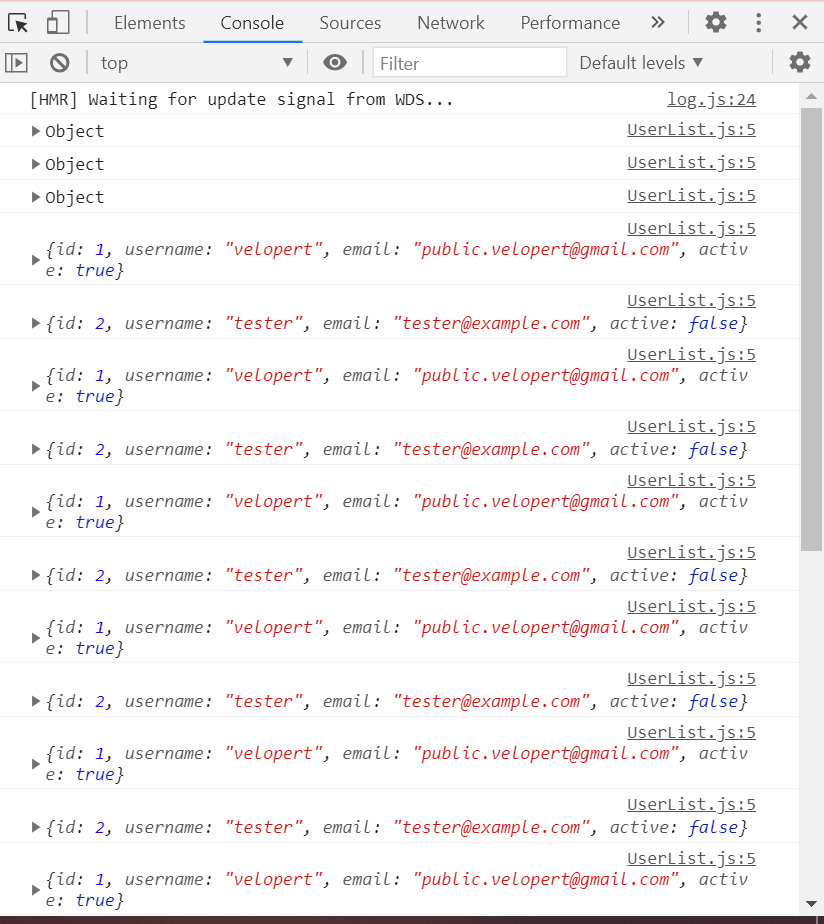 Elements Console Sources Network Performance
top Filter Default levels
[HMR] Waiting for update signal from WDS... log.js:24
Object UserList.js:5
Object UserList.js:5
Object UserList.js:5
UserList.js:5
{id: 1, username: "velopert", email: "public.velopert@gmail.com", activ
e: true}
UserList.js:5
{id: 2, username: "tester", email: "tester@example.com", active: false}
UserList.js:5
{id: 1, username: "velopert", email: "public.velopert@gmail.com", activ
e: true}
UserList.js:5
{id: 2, username: "tester", email: "tester@example.com", active: false}
UserList.js:5
{id: 1, username: "velopert", email: "public.velopert@gmail.com", activ
e: true}
UserList.js:5
{id: 2, username: "tester", email: "tester@example.com", active: false}
UserList.js:5
{id: 1, username: "velopert", email: "public.velopert@gmail.com", activ
e: true}
UserList.js:5
{id: 2, username: "tester", email: "tester@example.com", active: false}
UserList.js:5
{id: 1, username: "velopert", email: "public.velopert@gmail.com", activ
e: true}
UserList.js:5
{id: 2, username: "tester", email: "tester@example.com", active: false}
UserList.js:5
{id: 1, username: "velopert", email: "public.velopert@gmail.com", activ
e: true}